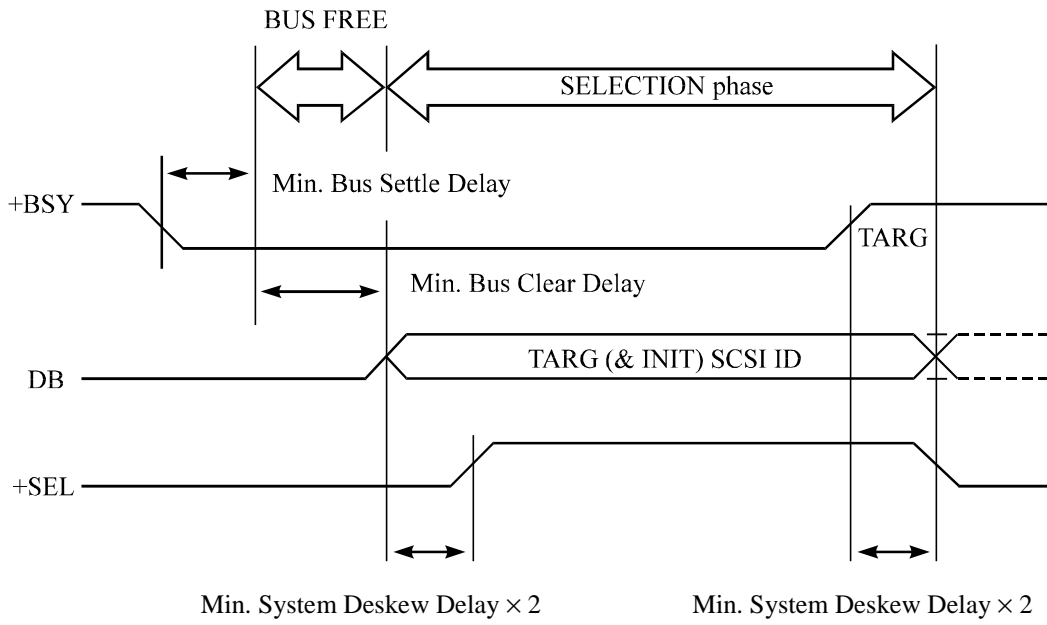 BUS FREE
SELECTION phase
Min. Bus Settle Delay
+BSY
TARG
Min. Bus Clear Delay
TARG (& INIT) SCSI ID
DB
+SEL
Min. System Deskew Delay × 2
Min. System Deskew Delay × 2